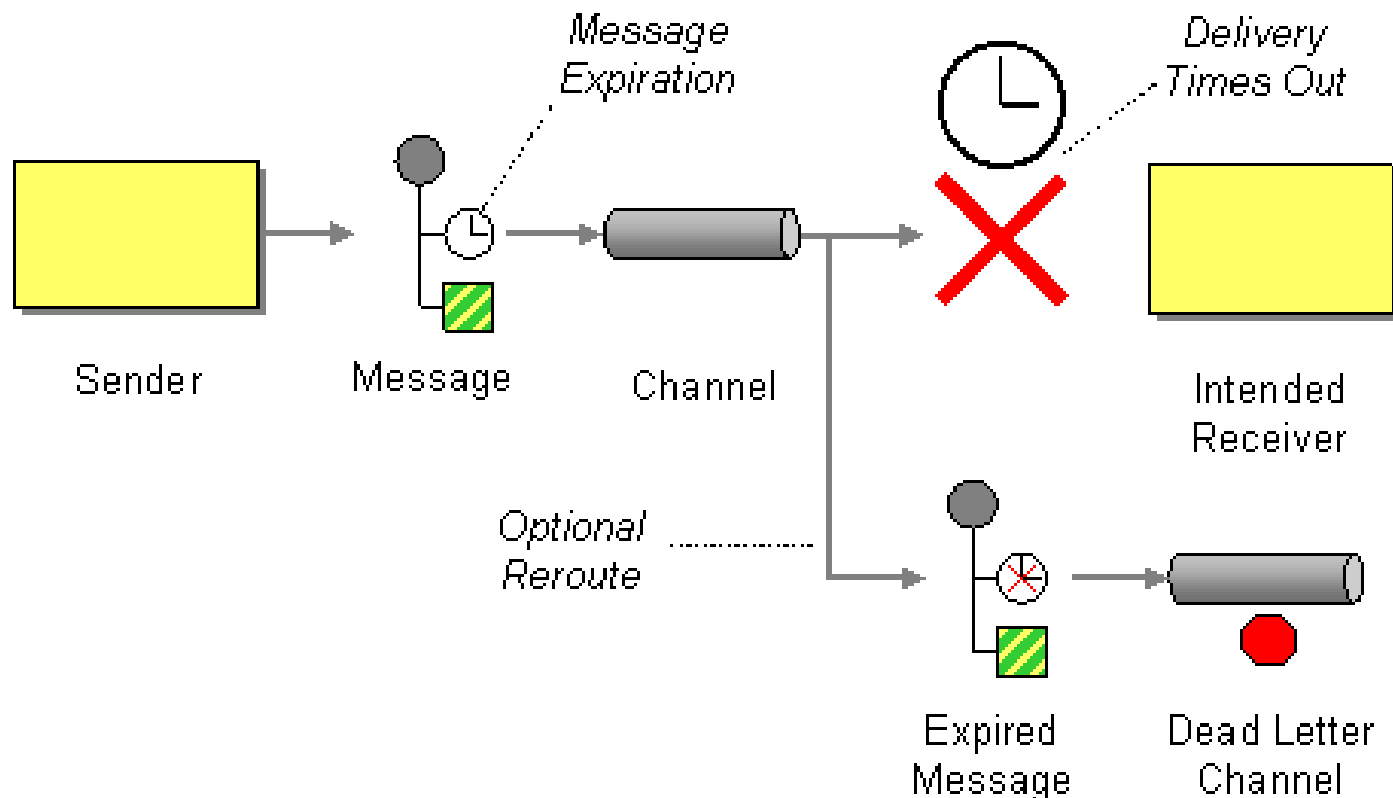 Message
Expiration
Delivery
Times Out
Sender
Message
Channel
Intended
Receiver
Optional
Reroute
Expired
Message
Dead Letter
Channel